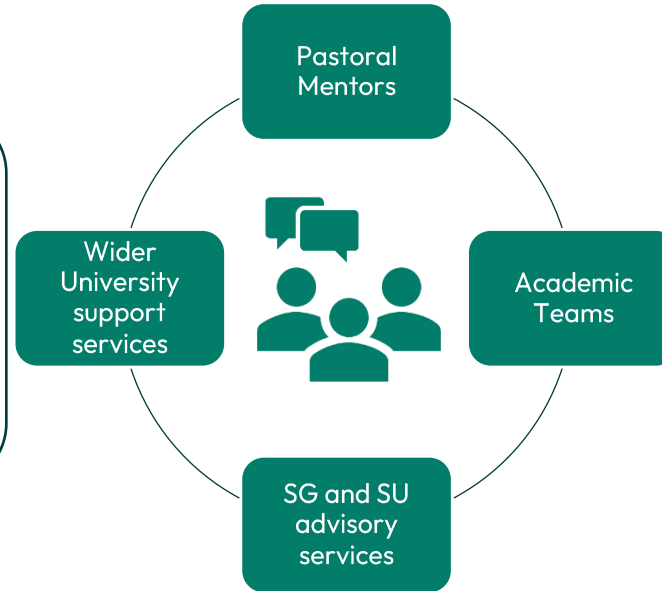 Pastoral
Mentors
Wider
University
support
services
Academic
Teams
SG and SU
advisory
services